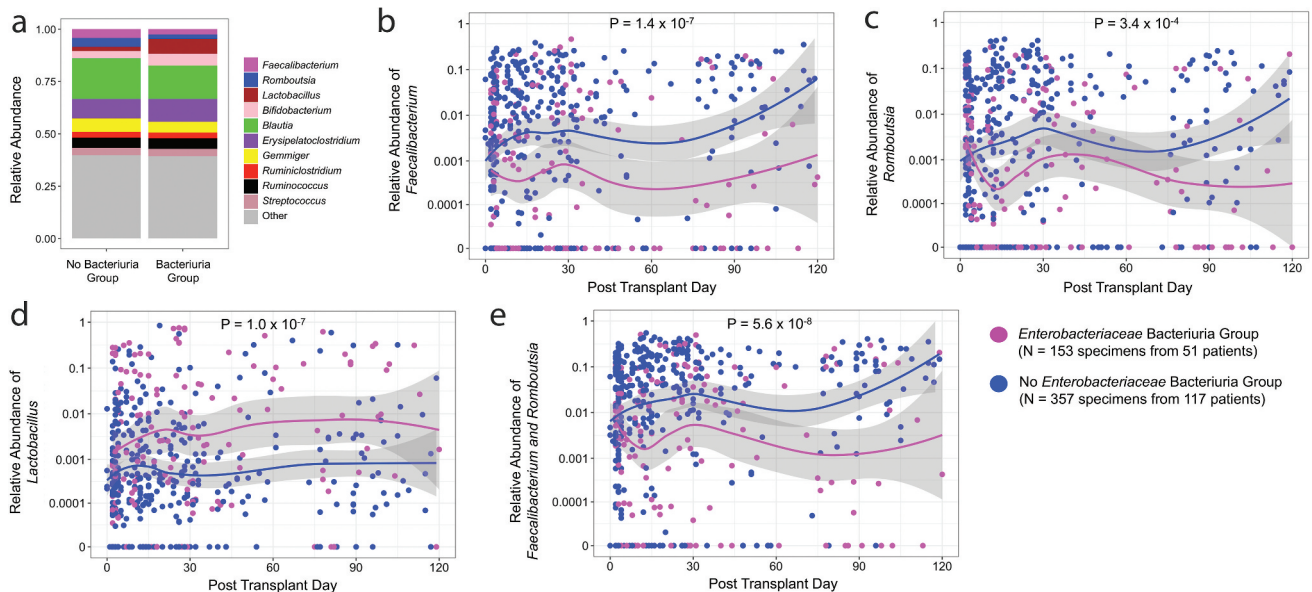 a
Relative Abundance
1.00
0.75
0.50
0.25
0.00
No Bacteriuria
Group
Bacteriuria
Group
Faecalibacterium
Romboutsia
Lactobacillus
Bifidobacterium
Blautia
Erysipelatoclostridium
Gemmiger
Ruminiclostridium
Ruminococcus
Streptococcus
Other
b
P = 1.4 x 10-7
Relative Abundance of
Faecalibacterium
1
0.1
0.01
0.001
0.0001
0
0 30 60 90 120
Post Transplant Day
c
P = 3.4 x 10-4
Relative Abundance of
Romboutsia
1
0.1
0.01
0.001
0.0001
0
0 30 60 90 120
Post Transplant Day
d
P = 1.0 x 10-7
Relative Abundance of
Lactobacillus
1
0.1
0.01
0.001
0.0001
0
0 30 60 90 120
Post Transplant Day
e
P = 5.6 x 10-8
Relative Abundance of
Faecalibacterium and Romboutsia
1
0.1
0.01
0.001
0.0001
0
0 30 60 90 120
Post Transplant Day
Enterobacteriaceae Bacteriuria Group
(N = 153 specimens from 51 patients)
No Enterobacteriaceae Bacteriuria Group
(N = 357 specimens from 117 patients)